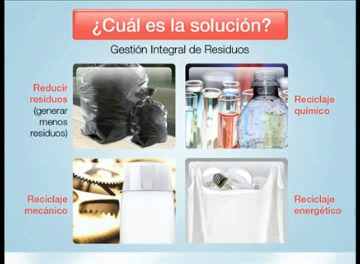 ¿Cuál es la solución?
Gestión Integral de Residuos
Reducir
residuos
(generar
menos
residuos)
Reciclaje
químico
Reciclaje
mecánico
Reciclaje
energético